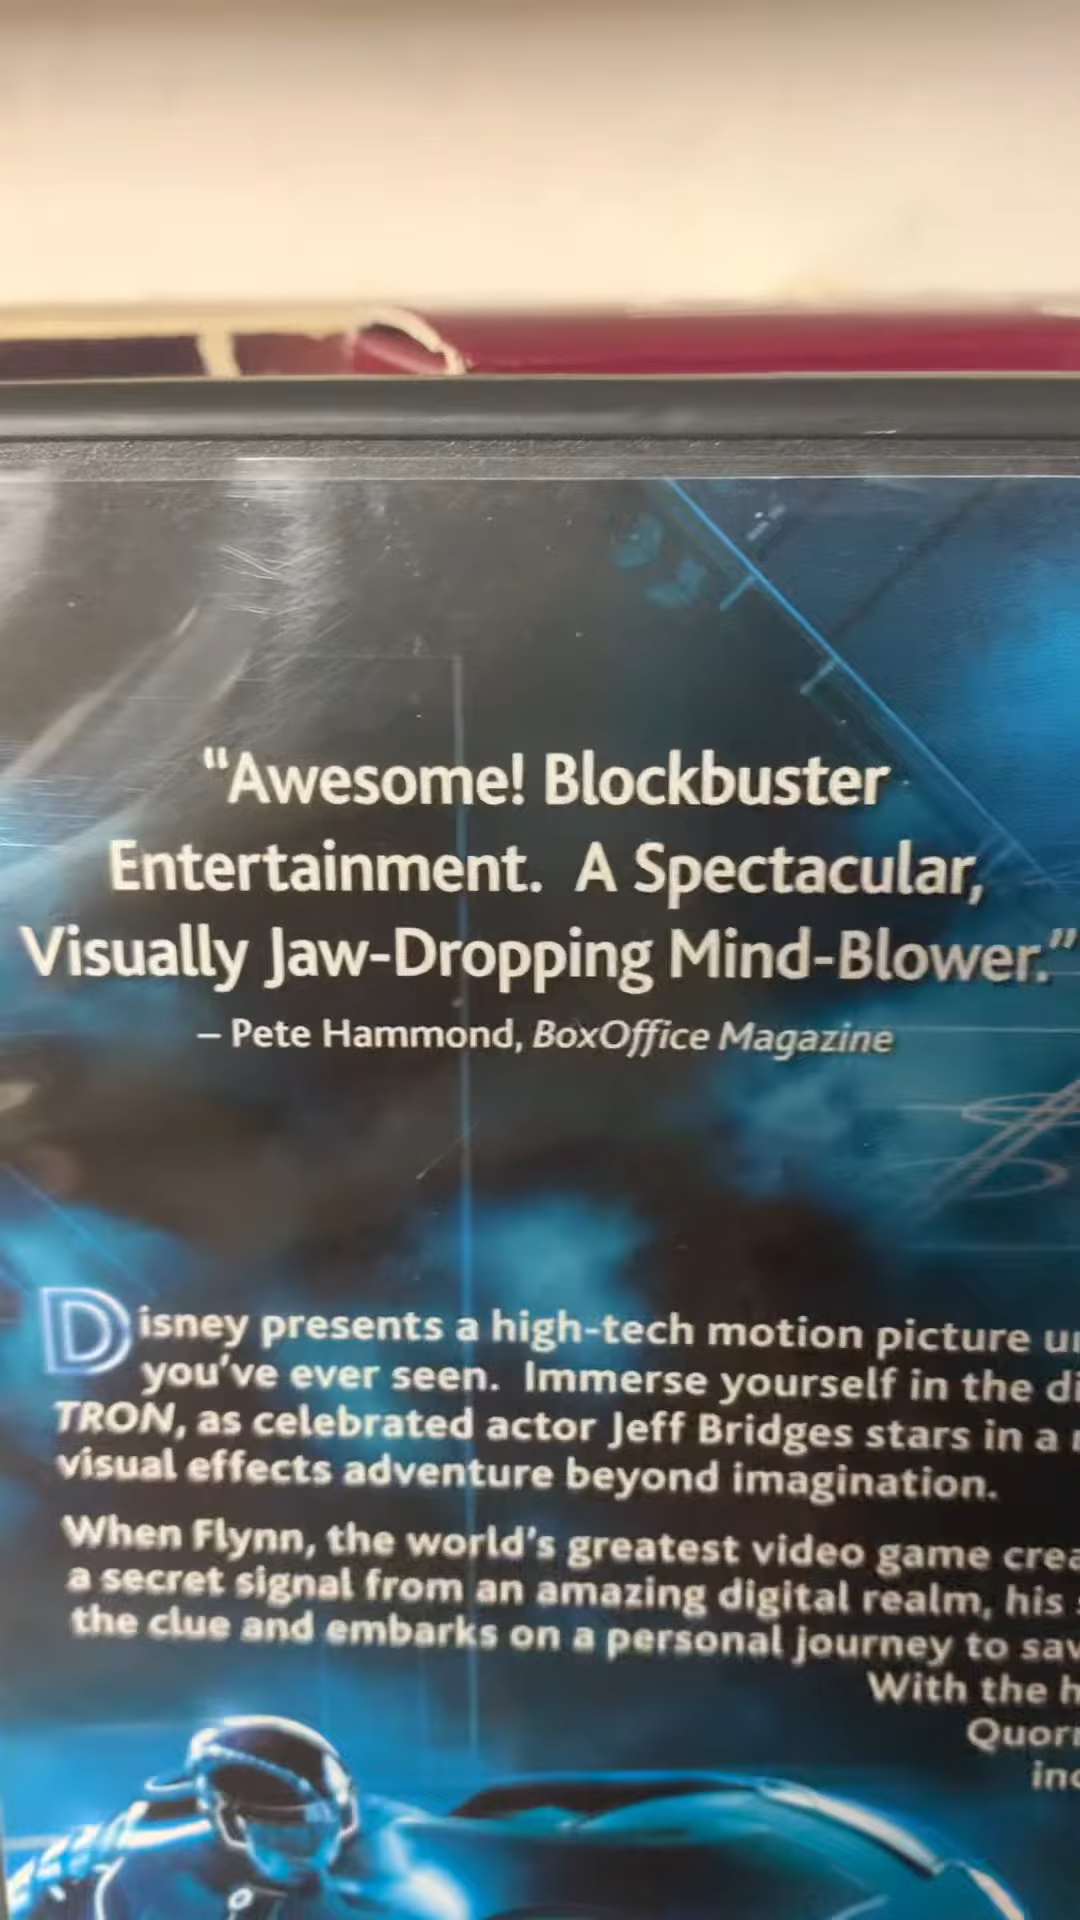 “Awesome! Blockbuster
Entertainment. A Spectacular,
Visually Jaw-Dropping Mind-Blower.”
– Pete Hammond, BoxOffice Magazine
Disney presents a high-tech motion picture
you’ve ever seen. Immerse yourself in the
TRON, as celebrated actor Jeff Bridges stars in a
visual effects adventure beyond imagination.
When Flynn, the world’s greatest video game
a secret signal from an amazing digital realm, his
the clue and embarks on a personal journey to
With the